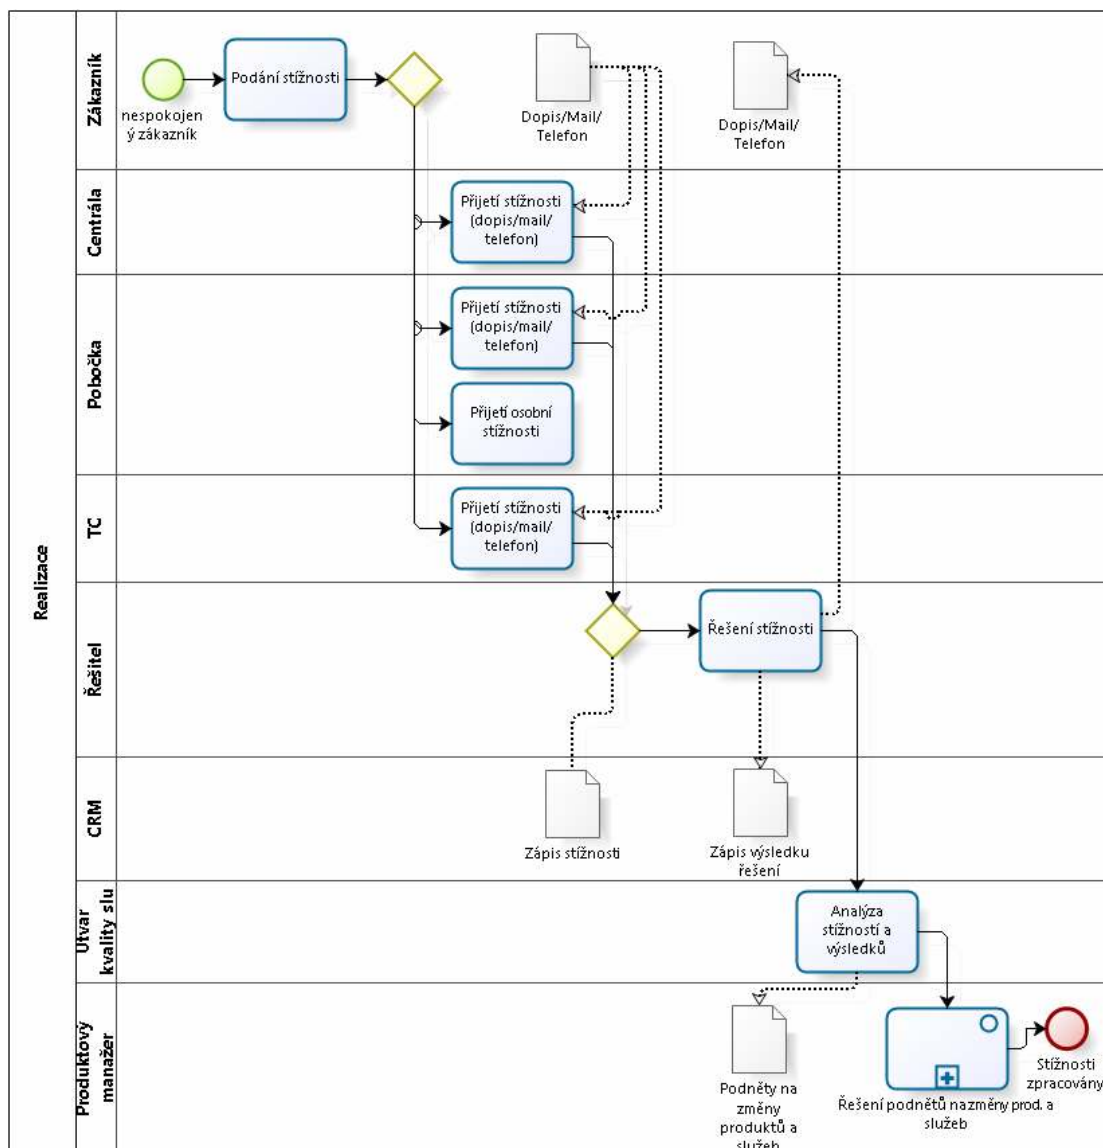 Realizace
Zákazník
nespokojen
ý zákazník
Podání stížnosti
Dopis/Mail/
Telefon
Dopis/Mail/
Telefon
Centrála
Přijetí stížnosti
(dopis/mail/
telefon)
Pobočka
Přijetí stížnosti
(dopis/mail/
telefon)
Přijetí osobní
stížnosti
TC
Přijetí stížnosti
(dopis/mail/
telefon)
Řešitel
Řešení stížnosti
CRM
Zápis stížnosti
Zápis výsledku
řešení
Utvar
kvality slu
Analýza
stížností a
výsledků
Produktový
manažer
Podněty na
změny
produktů a
služeb
Řešení podnětů nazměny prod. a
služeb
Stížnosti
zpracovány